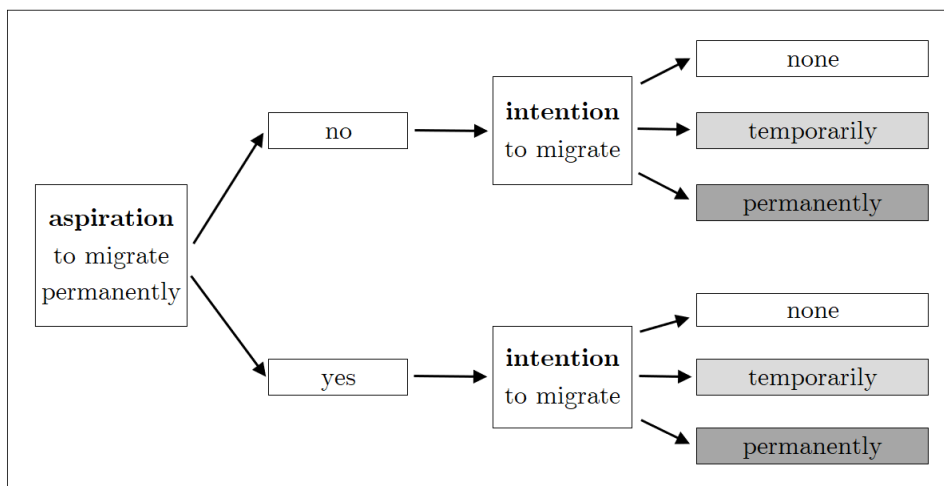 aspiration
to migrate
permanently
no
intention
to migrate
none
temporarily
permanently
yes
intention
to migrate
none
temporarily
permanently